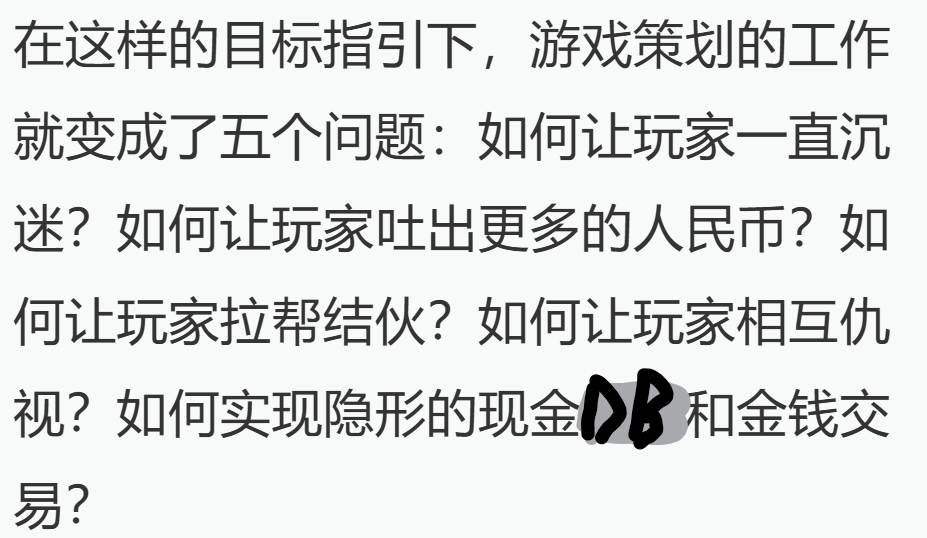 在这样的目标指引下，游戏策划的工作
就变成了五个问题：如何让玩家一直沉
迷？如何让玩家吐出更多的人民币？如
何让玩家拉帮结伙？如何让玩家相互仇
视？如何实现隐形的现金DB和金钱交
易？